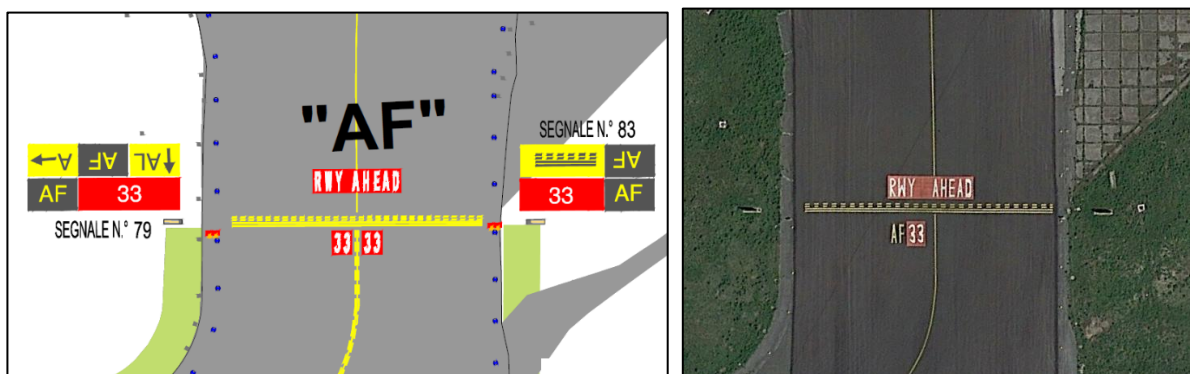 "AF"
SEGNALE N.° 83
A AF AL
AF
AF 33
33 AF
SEGNALE N.° 79
RWY AHEAD
33 33
RWY AHEAD
AF 33